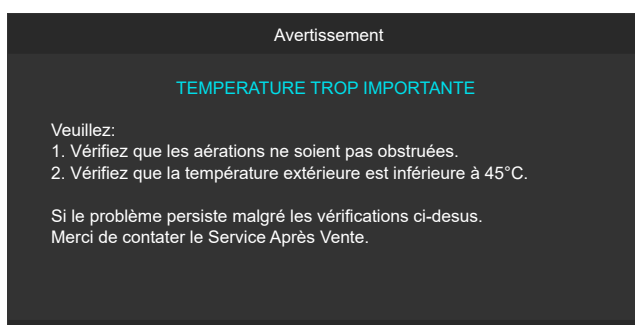 Avertissement
TEMPERATURE TROP IMPORTANTE
Veuillez:
1. Vérifiez que les aérations ne soient pas obstruées.
2. Vérifiez que la température extérieure est inférieure à 45°C.
Si le problème persiste malgré les vérifications ci-desus.
Merci de contater le Service Après Vente.